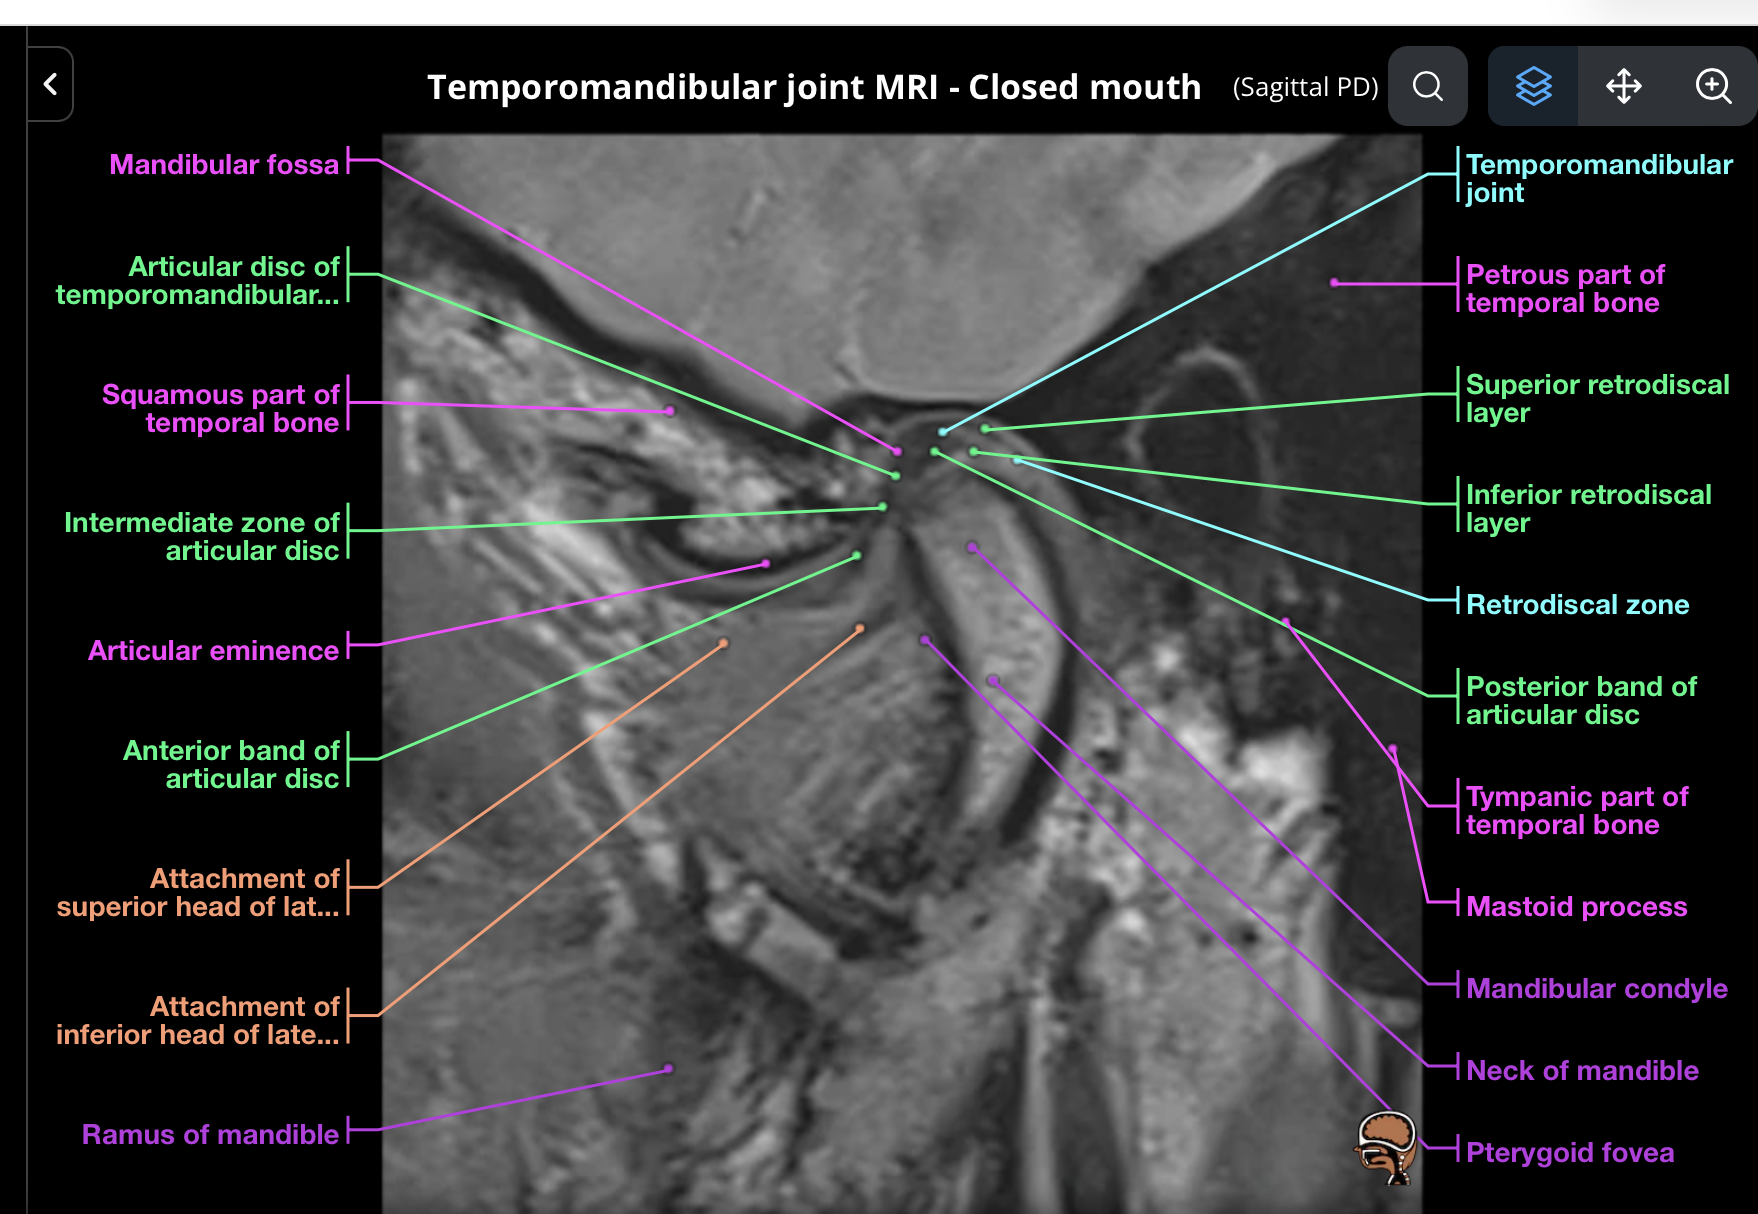 Temporomandibular joint MRI - Closed mouth (Sagittal PD)
Mandibular fossa
Articular disc of
temporomandibular...
Squamous part of
temporal bone
Intermediate zone of
articular disc
Articular eminence
Anterior band of
articular disc
Attachment of
superior head of lat...
Attachment of
inferior head of late...
Ramus of mandible
Temporomandibular
joint
Petrous part of
temporal bone
Superior retrodiscal
layer
Inferior retrodiscal
layer
Retrodiscal zone
Posterior band of
articular disc
Tympanic part of
temporal bone
Mastoid process
Mandibular condyle
Neck of mandible
Pterygoid fovea